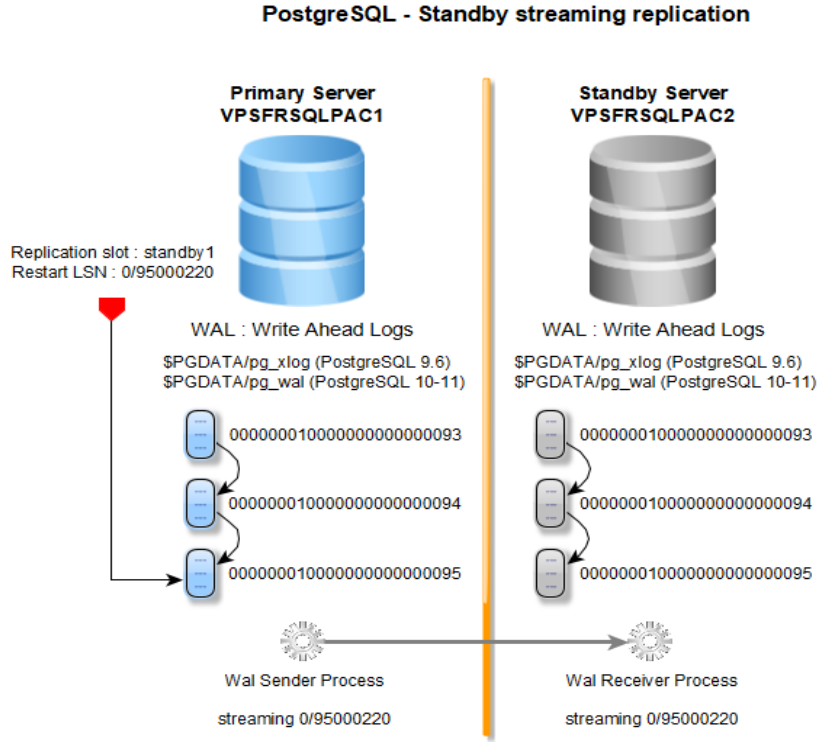 PostgreSQL - Standby streaming replication
Primary Server
VPSFRSQLPAC1
Standby Server
VPSFRSQLPAC2
Replication slot : standby1
Restart LSN : 0/95000220
WAL : Write Ahead Logs
$PGDATA/pg_xlog (PostgreSQL 9.6)
$PGDATA/pg_wal (PostgreSQL 10-11)
000000010000000000000093
000000010000000000000094
000000010000000000000095
WAL : Write Ahead Logs
$PGDATA/pg_xlog (PostgreSQL 9.6)
$PGDATA/pg_wal (PostgreSQL 10-11)
000000010000000000000093
000000010000000000000094
000000010000000000000095
Wal Sender Process
streaming 0/95000220
Wal Receiver Process
streaming 0/95000220